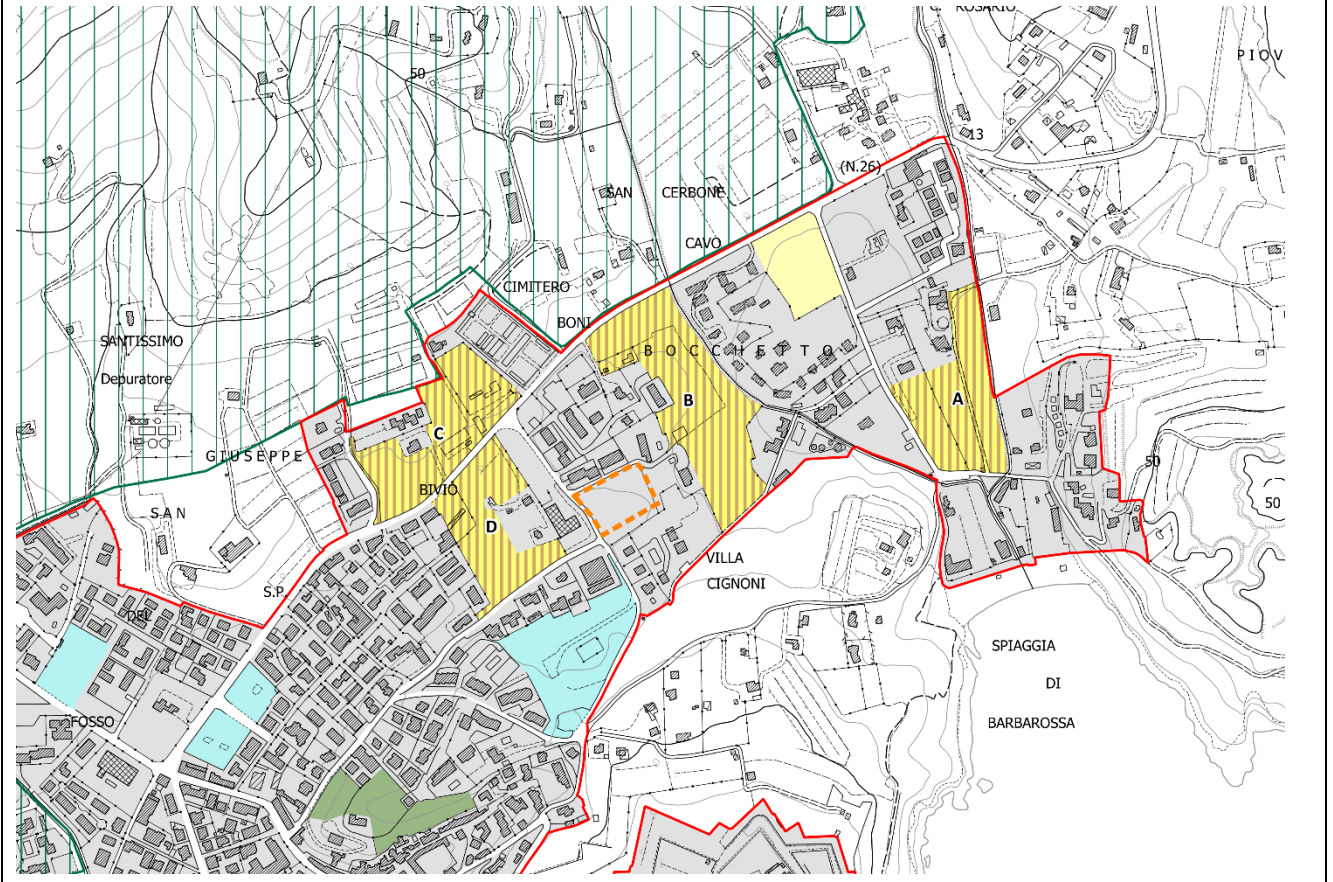 ROSARIO
PIOV
50
13
(N.26)
SAN CERBONE
CAVO
CIMITERO
BONI
SANTISSIMO
BOCCHETTO
Depuratore
B
A
C
GIUSEPPE
50
BIVIO
50
SAN
D
VILLA
CIGNONI
S.P.
DEL
SPIAGGIA
DI
FOSSO
BARBAROSSA